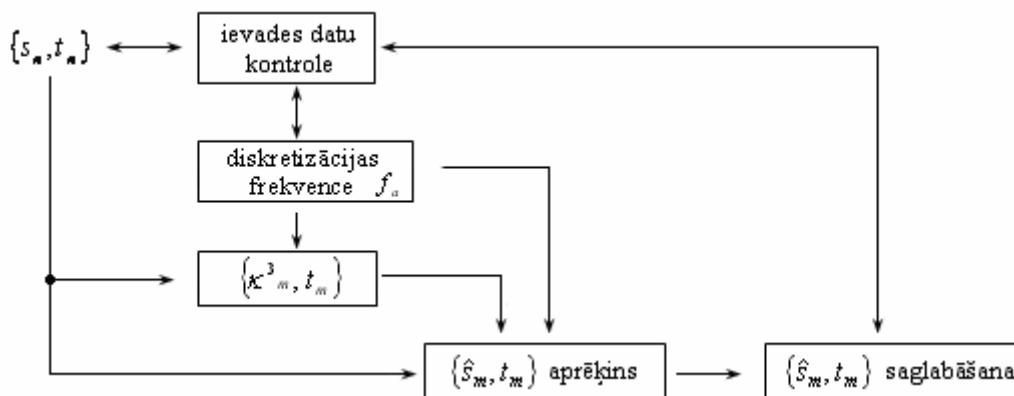 {s_n, t_n}
ievades datu
kontrole
diskretizācijas
frekvence f_a
{κ³_m, t_m}
{ŝ_m, t_m} aprēķins
{ŝ_m, t_m} saglabāšana